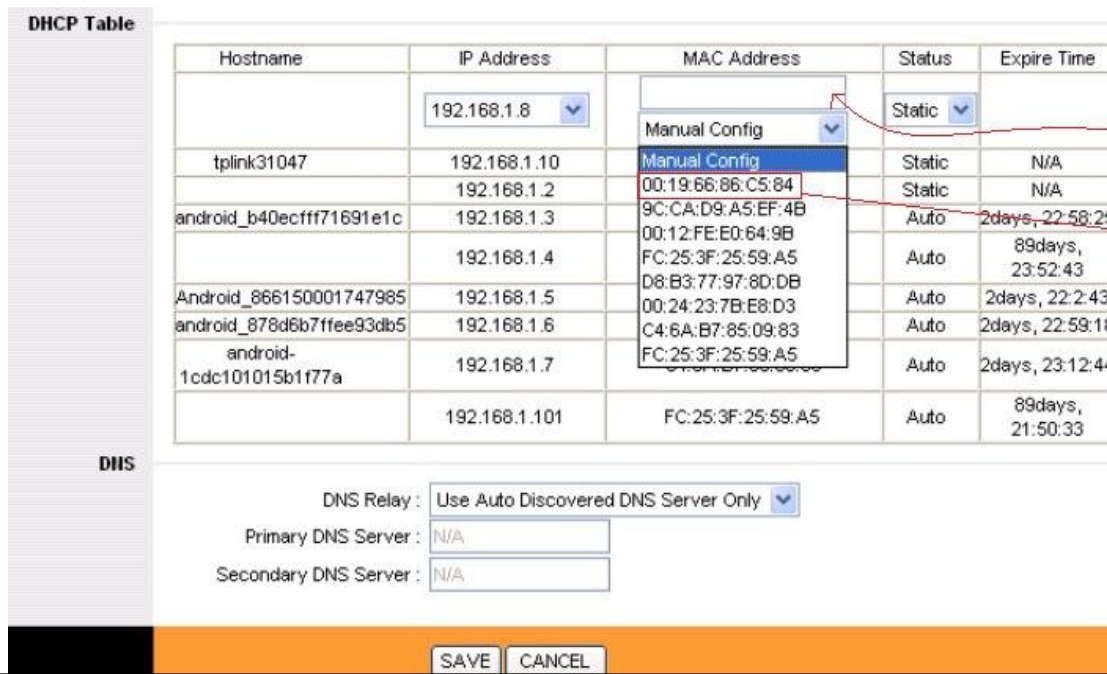 DHCP Table
Hostname IP Address MAC Address Status Expire Time
192.168.1.8 Manual Config Static
Manual Config
00:19:66:86:C5:84
9C:CA:D9:A5:EF:4B
00:12:FE:E0:64:9B
FC:25:3F:25:59:A5
D8:B3:77:97:8D:DB
00:24:23:7B:E8:D3
C4:6A:B7:85:09:83
FC:25:3F:25:59:A5
tplink31047 192.168.1.10 Static N/A
192.168.1.2 Static N/A
android_b40ecfff71691e1c 192.168.1.3 Auto 2days, 22:58:29
192.168.1.4 Auto 89days,
23:52:43
Android_866150001747985 192.168.1.5 Auto 2days, 22:2:43
android_878d6b7ffee93db5 192.168.1.6 Auto 2days, 22:59:18
android-
1cdc101015b1f77a 192.168.1.7 Auto 2days, 23:12:44
192.168.1.101 FC:25:3F:25:59:A5 Auto 89days,
21:50:33
DNS
DNS Relay : Use Auto Discovered DNS Server Only
Primary DNS Server : N/A
Secondary DNS Server : N/A
SAVE CANCEL